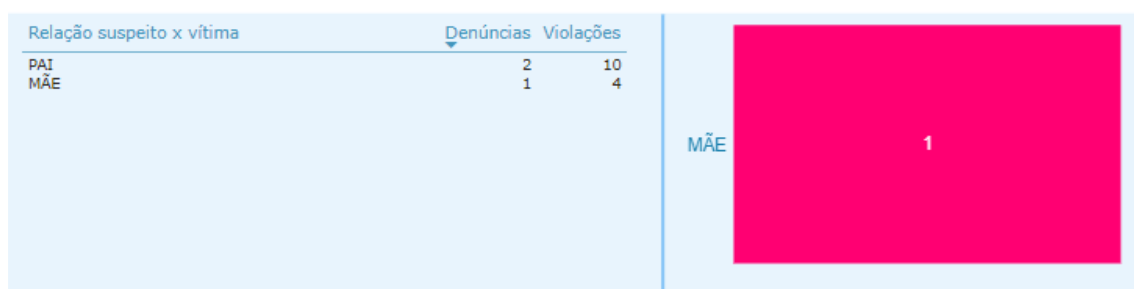 Relação suspeito x vítima Denúncias Violações
PAI 2 10
MÃE 1 4
MÃE 1